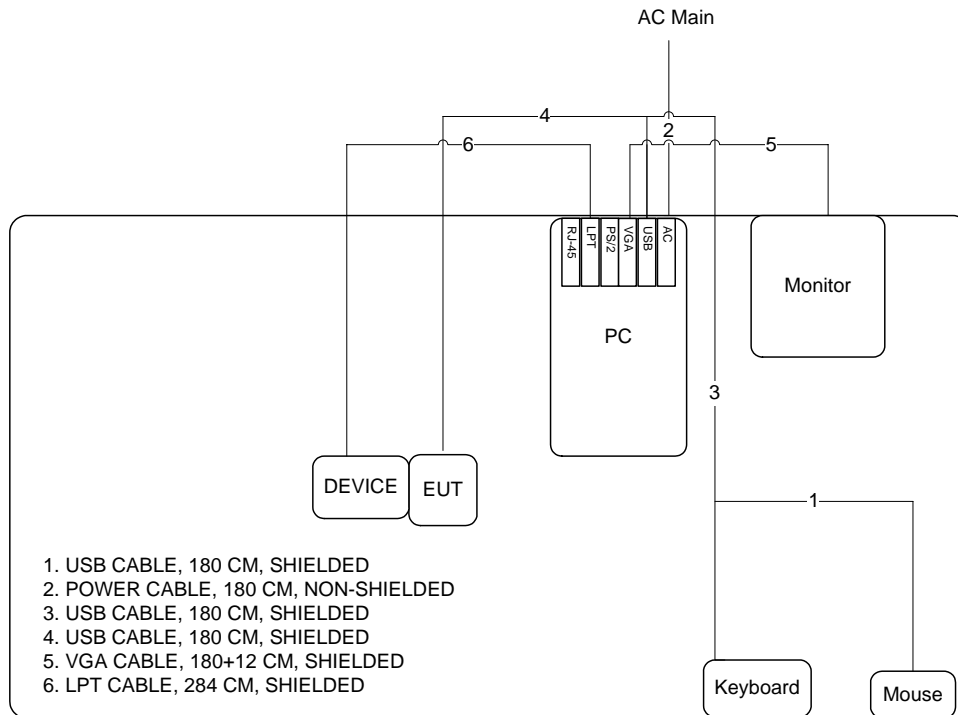 AC Main
4
2
6
5
RJ-45
LPT
PS/2
VGA
USB
AC
Monitor
PC
3
DEVICE
EUT
1
1. USB CABLE, 180 CM, SHIELDED
2. POWER CABLE, 180 CM, NON-SHIELDED
3. USB CABLE, 180 CM, SHIELDED
4. USB CABLE, 180 CM, SHIELDED
5. VGA CABLE, 180+12 CM, SHIELDED
6. LPT CABLE, 284 CM, SHIELDED
Keyboard
Mouse